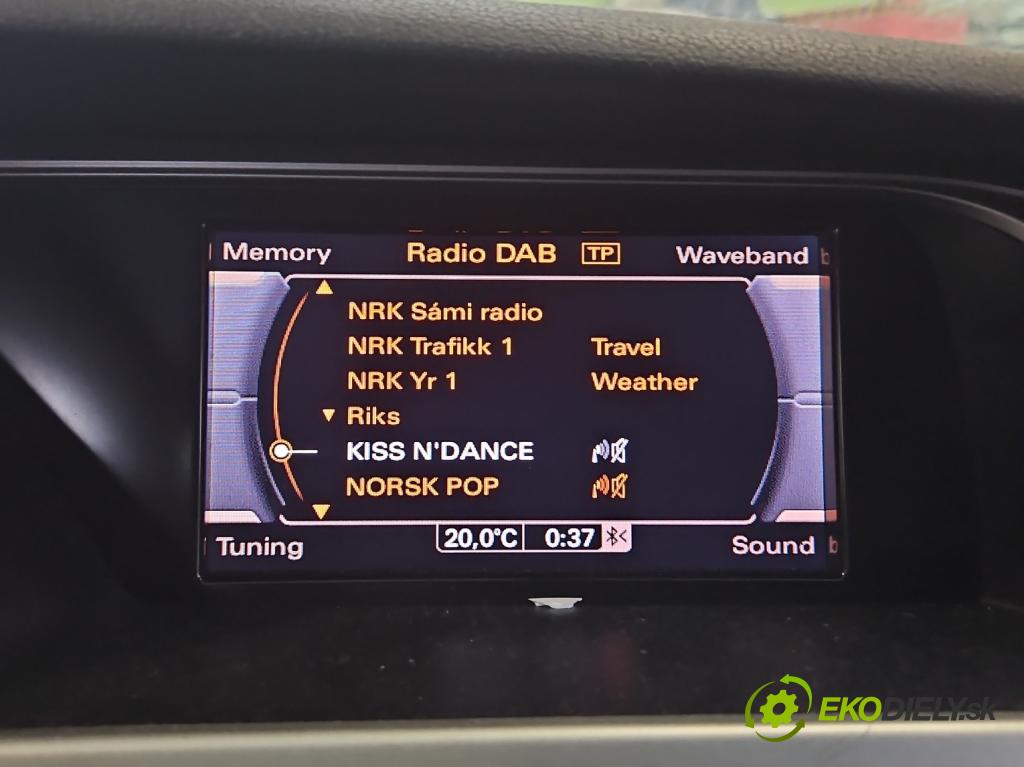 Memory Radio DAB TP Waveband
NRK Sámi radio
NRK Trafikk 1 Travel
NRK Yr 1 Weather
Riks
KISS N'DANCE
NORSK POP
Tuning 20,0°C 0:37 Sound
EKODIELY.sk